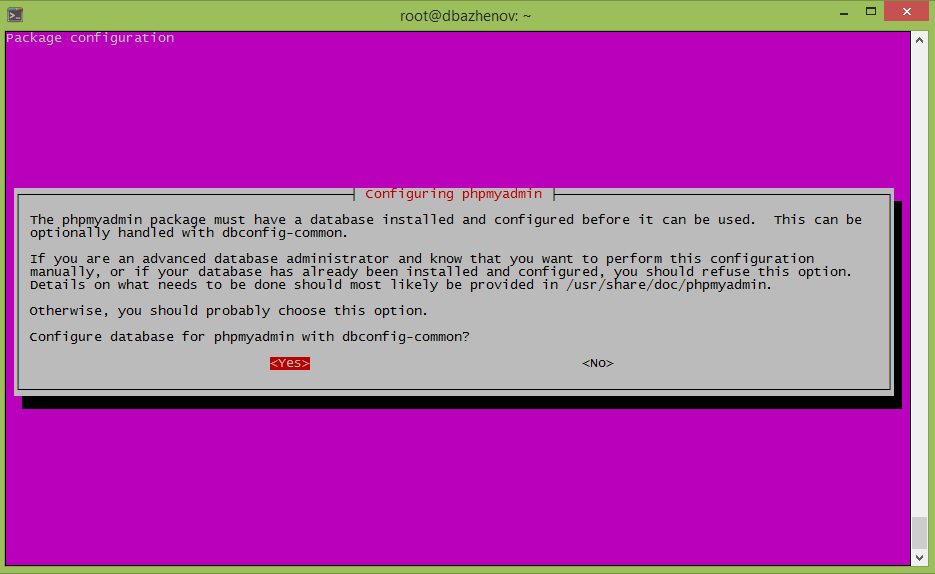 root@dbazhenov: ~
Package configuration
Configuring phpmyadmin
The phpmyadmin package must have a database installed and configured before it can be used.  This can be
optionally handled with dbconfig-common.
If you are an advanced database administrator and know that you want to perform this configuration
manually, or if your database has already been installed and configured, you should refuse this option.
Details on what needs to be done should most likely be provided in /usr/share/doc/phpmyadmin.
Otherwise, you should probably choose this option.
Configure database for phpmyadmin with dbconfig-common?
<Yes> <No>